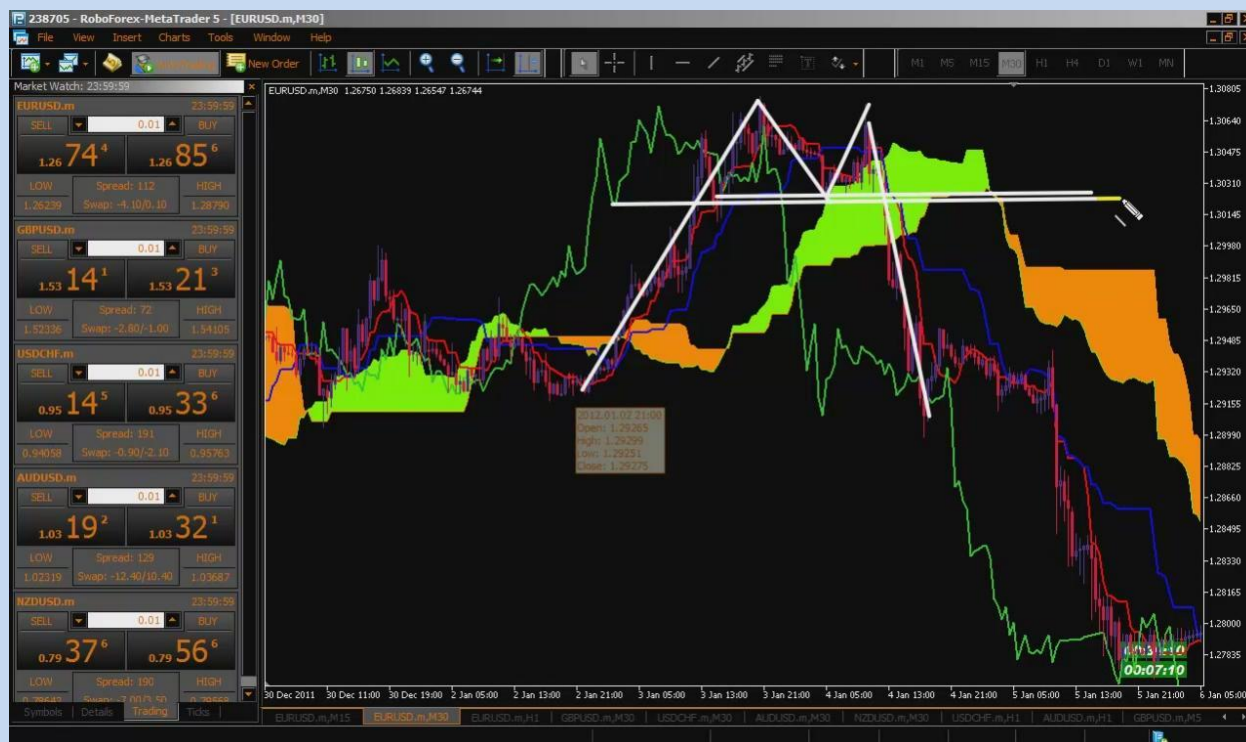 238705 - RoboForex-MetaTrader 5 - [EURUSD.m,M30]
File View Insert Charts Tools Window Help
New Order M1 M5 M15 M30 H1 H4 D1 W1 MN
Market Watch: 23:59:59
EURUSD.m 23:59:59
SELL 0.01 BUY
1.26 74 4 1.26 85 6
LOW Spread: 112 HIGH
1.26239 Swap: -4.10/0.10 1.28790
GBPUSD.m 23:59:59
SELL 0.01 BUY
1.53 14 1 1.53 21 3
LOW Spread: 72 HIGH
1.52336 Swap: -2.60/-1.00 1.54105
USDCHF.m 23:59:59
SELL 0.01 BUY
0.95 14 5 0.95 33 6
LOW Spread: 191 HIGH
0.94058 Swap: -0.90/-2.10 0.95763
AUDUSD.m 23:59:59
SELL 0.01 BUY
1.03 19 2 1.03 32 1
LOW Spread: 129 HIGH
1.02319 Swap: -12.40/10.40 1.03687
NZDUSD.m 23:59:59
SELL 0.01 BUY
0.79 37 6 0.79 56 6
LOW Spread: 190 HIGH
Symbols Details Trading Ticks
EURUSD.m,M30 1.26750 1.26839 1.26547 1.26744
2012.01.02 21:00
Open: 1.29265
High: 1.29299
Low: 1.29251
Close: 1.29275
1.30805
1.30640
1.30475
1.30310
1.30145
1.29980
1.29815
1.29650
1.29485
1.29320
1.29155
1.28990
1.28825
1.28660
1.28495
1.28330
1.28165
1.28000
1.27835
00:07:10
30 Dec 2011 30 Dec 11:00 30 Dec 19:00 2 Jan 05:00 2 Jan 13:00 2 Jan 21:00 3 Jan 05:00 3 Jan 13:00 3 Jan 21:00 4 Jan 05:00 4 Jan 13:00 4 Jan 21:00 5 Jan 05:00 5 Jan 13:00 5 Jan 21:00 6 Jan 05:00
EURUSD.m,M15 EURUSD.m,M30 EURUSD.m,H1 GBPUSD.m,M30 USDCHF.m,M30 AUDUSD.m,M30 NZDUSD.m,M30 USDCHF.m,H1 AUDUSD.m,H1 GBPUSD.m,M5